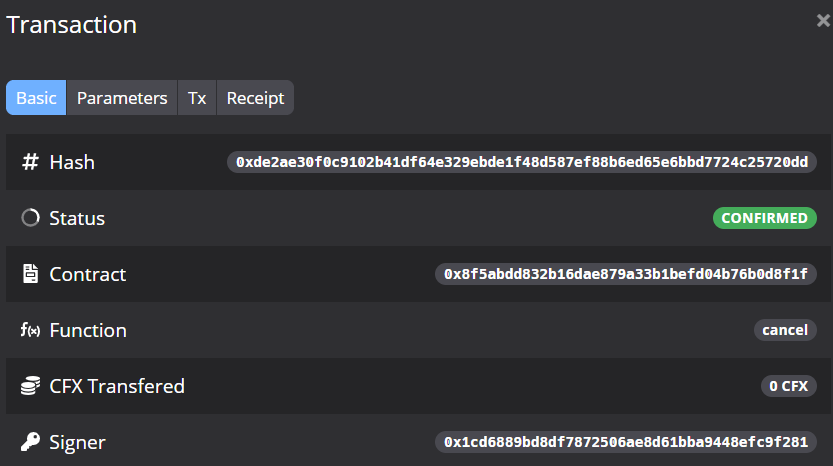 Transaction
Basic Parameters Tx Receipt
Hash 0xde2ae30f0c9102b41df64e329ebde1f48d587ef88b6ed65e6bbd7724c25720dd
Status CONFIRMED
Contract 0x8f5abdd832b16dae879a33b1befd04b76b0d8f1f
Function cancel
CFX Transfered 0 CFX
Signer 0x1cd6889bd8df7872506ae8d61bba9448efc9f281